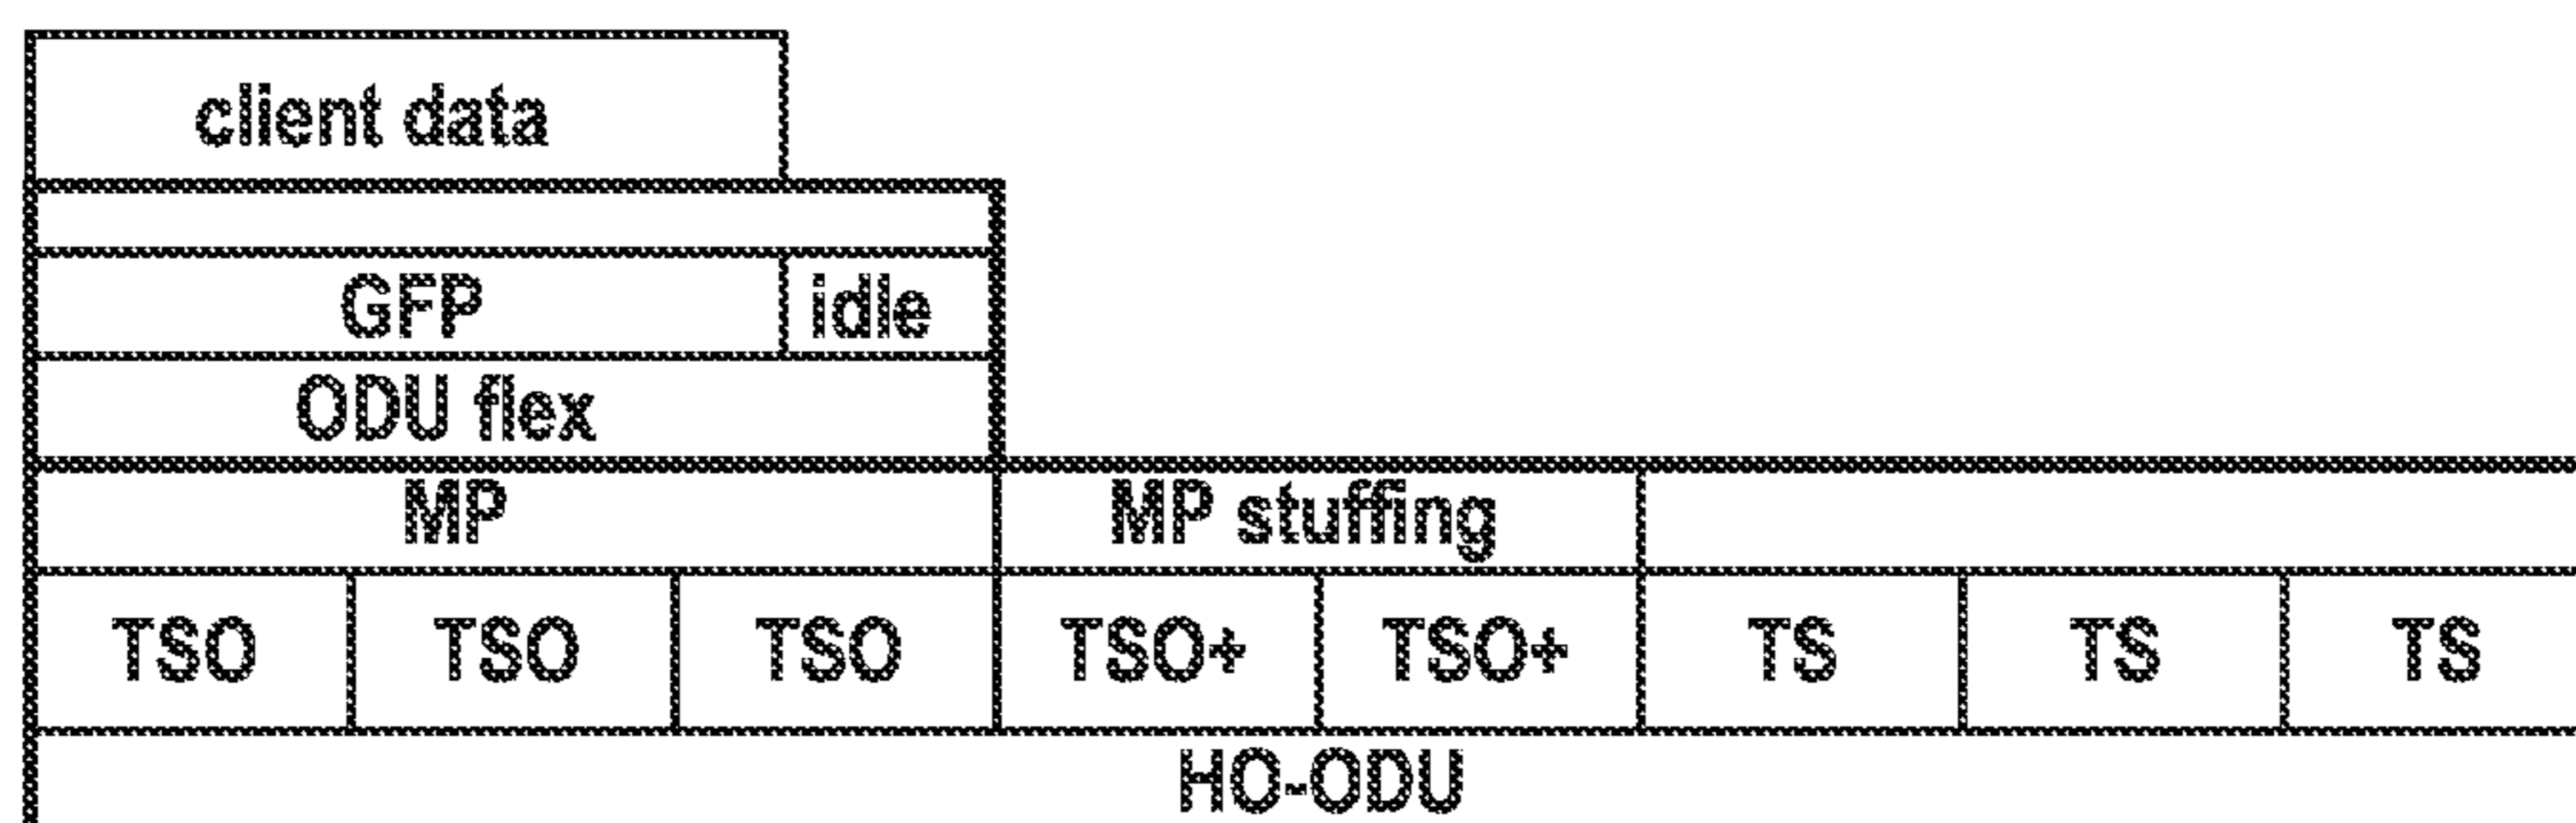 client data
GFP idle
ODU flex
MP MP stuffing
TSO TSO TSO TSO+ TSO+ TS TS TS
HO-ODU